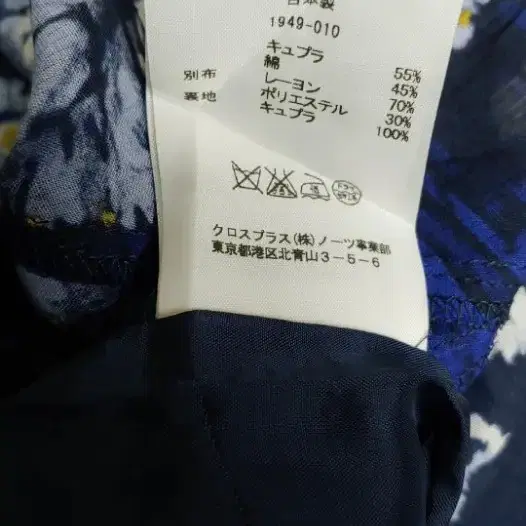 日本製
1949-010
キュプラ 55%
綿 45%
別布 レーヨン 70%
ポリエステル 30%
裏地 キュプラ 100%
クロスプラス(株)ノーツ事業部
東京都港区北青山3-5-6